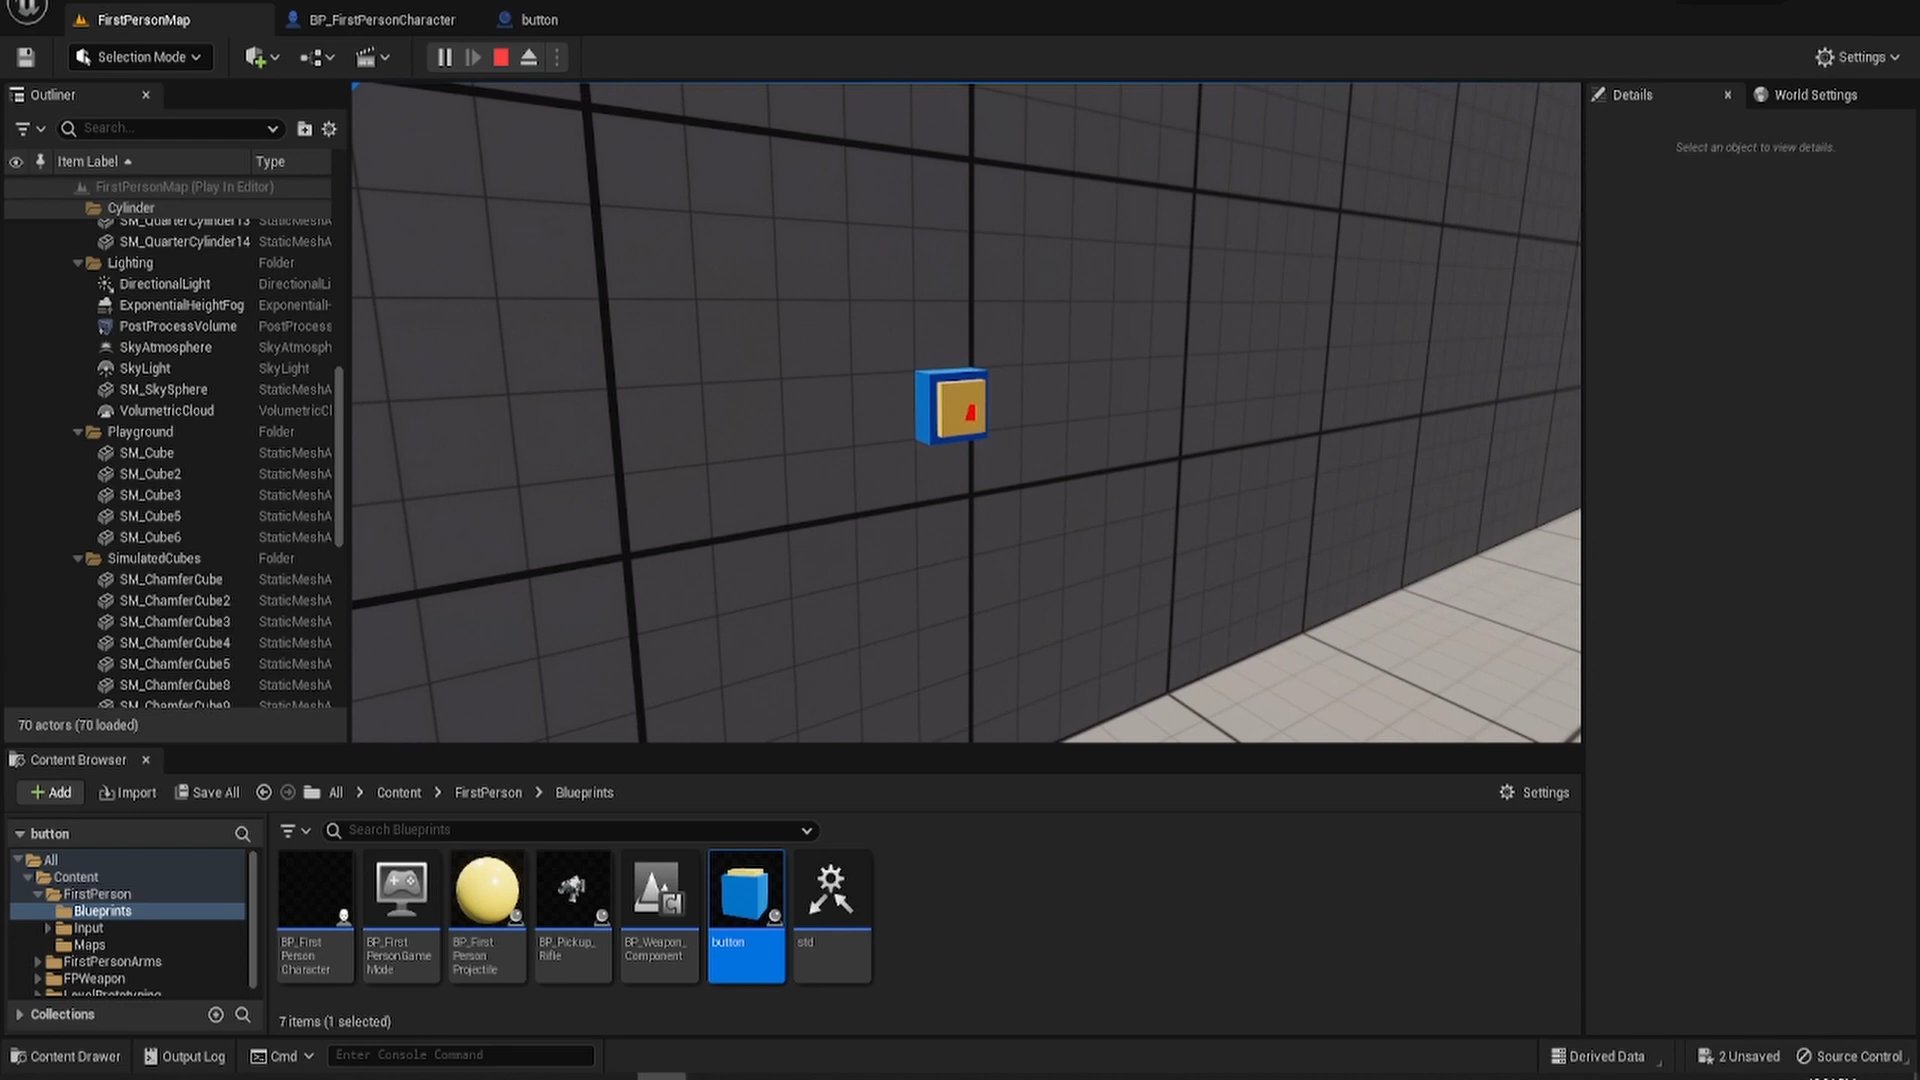 FirstPersonMap
BP_FirstPersonCharacter
button
Selection Mode
Settings
Outliner
Search...
Item Label
Type
FirstPersonMap (Play In Editor)
Cylinder
SM_QuarterCylinder13 StaticMeshA
SM_QuarterCylinder14 StaticMeshA
Lighting Folder
DirectionalLight DirectionalLi
ExponentialHeightFog ExponentialH
PostProcessVolume PostProcess
SkyAtmosphere SkyAtmosph
SkyLight SkyLight
SM_SkySphere StaticMeshA
VolumetricCloud VolumetricCl
Playground Folder
SM_Cube StaticMeshA
SM_Cube2 StaticMeshA
SM_Cube3 StaticMeshA
SM_Cube5 StaticMeshA
SM_Cube6 StaticMeshA
SimulatedCubes Folder
SM_ChamferCube StaticMeshA
SM_ChamferCube2 StaticMeshA
SM_ChamferCube3 StaticMeshA
SM_ChamferCube4 StaticMeshA
SM_ChamferCube5 StaticMeshA
SM_ChamferCube8 StaticMeshA
SM_ChamferCube9 StaticMeshA
70 actors (70 loaded)
Details
World Settings
Select an object to view details.
Content Browser
Add
Import
Save All
All
Content
FirstPerson
Blueprints
Settings
button
All
Content
FirstPerson
Blueprints
Input
Maps
FirstPersonArms
FPWeapon
LevelPrototyping
Collections
Search Blueprints
BP_First
Person
Character
BP_First
PersonGame
Mode
BP_First
Person
Projectile
BP_Pickup_
Rifle
BP_Weapon_
Component
button
std
7 items (1 selected)
Content Drawer
Output Log
Cmd
Enter Console Command
Derived Data
2 Unsaved
Source Control